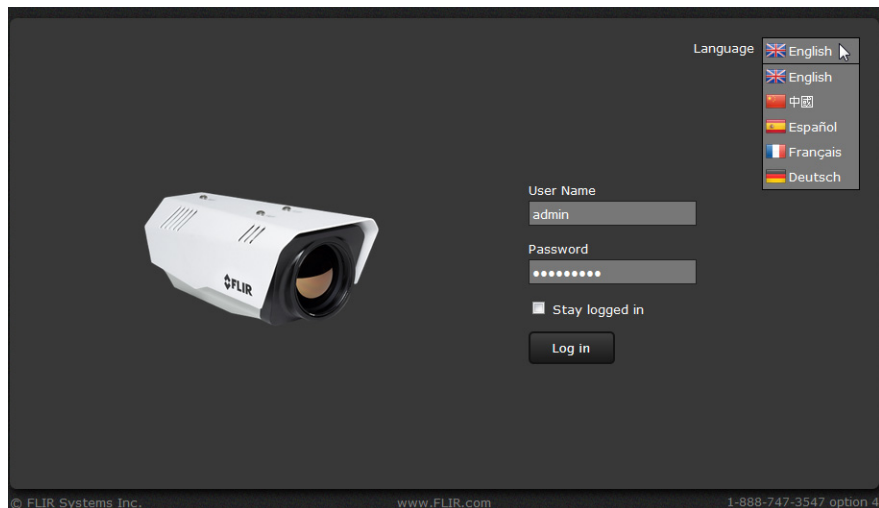 Language English
English
中國
Español
Français
Deutsch
User Name
admin
Password
•••••••••
Stay logged in
Log in
FLIR
© FLIR Systems Inc. www.FLIR.com 1-888-747-3547 option 4